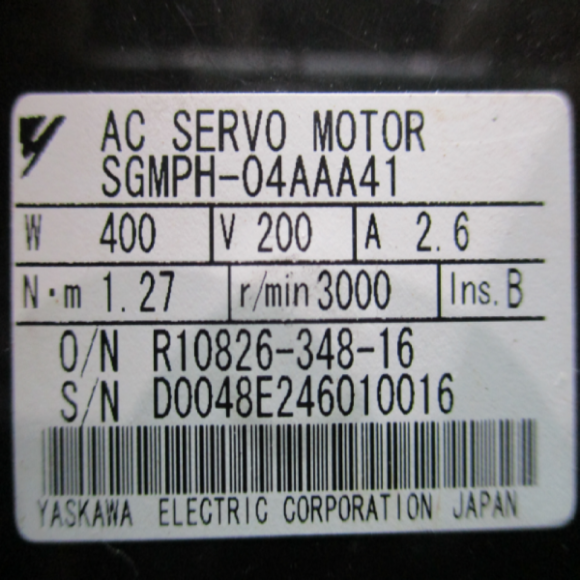 AC SERVO MOTOR
SGMPH-04AAA41
W 400 V 200 A 2.6
N·m 1.27 r/min 3000 Ins. B
O/N R10826-348-16
S/N D0048E246010016
YASKAWA ELECTRIC CORPORATION JAPAN